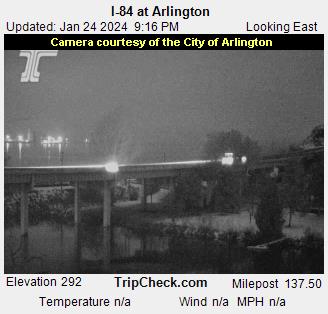 I-84 at Arlington
Updated: Jan 24 2024 9:16 PM Looking East
Camera courtesy of the City of Arlington
Elevation 292 TripCheck.com Milepost 137.50
Temperature n/a Wind n/a MPH n/a